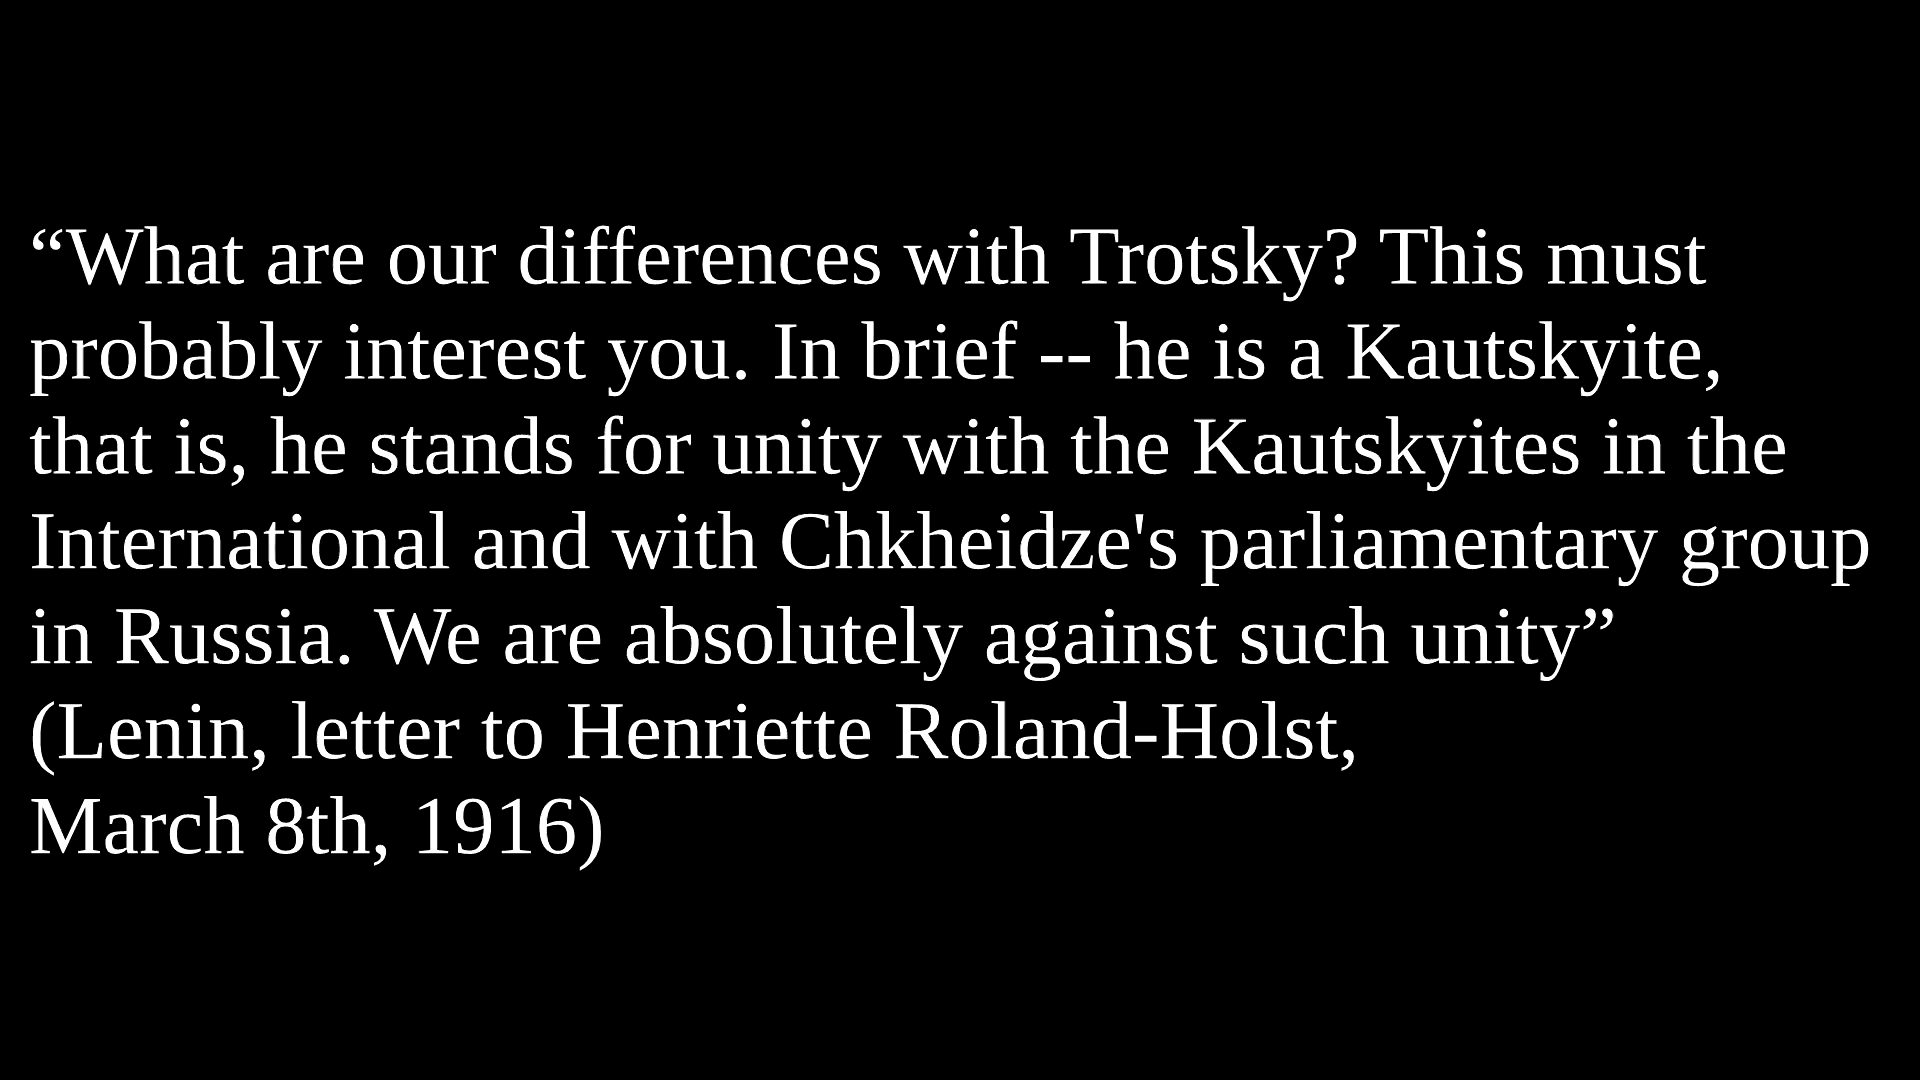 “What are our differences with Trotsky? This must
probably interest you. In brief -- he is a Kautskyite,
that is, he stands for unity with the Kautskyites in the
International and with Chkheidze's parliamentary group
in Russia. We are absolutely against such unity”
(Lenin, letter to Henriette Roland-Holst,
March 8th, 1916)